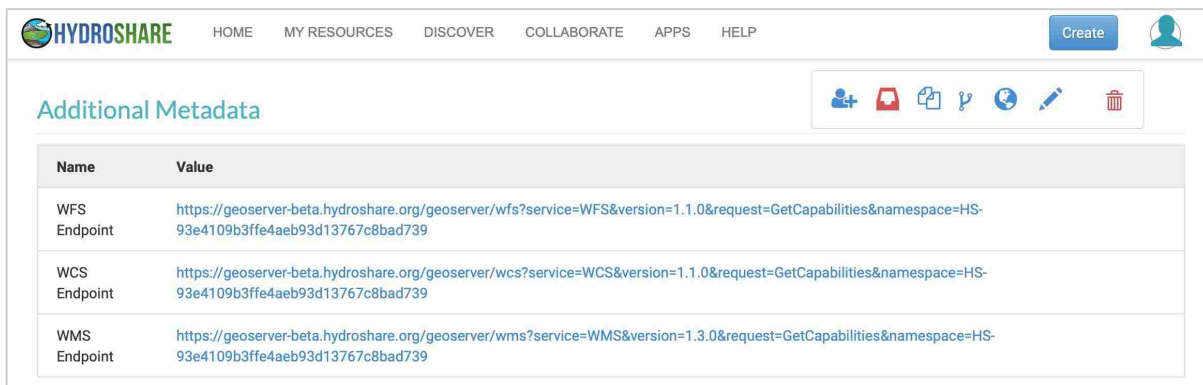 HYDROSHARE HOME MY RESOURCES DISCOVER COLLABORATE APPS HELP Create
Additional Metadata
Name Value
WFS Endpoint https://geoserver-beta.hydroshare.org/geoserver/wfs?service=WFS&version=1.1.0&request=GetCapabilities&namespace=HS-
93e4109b3ffe4aeb93d13767c8bad739
WCS Endpoint https://geoserver-beta.hydroshare.org/geoserver/wcs?service=WCS&version=1.1.0&request=GetCapabilities&namespace=HS-
93e4109b3ffe4aeb93d13767c8bad739
WMS Endpoint https://geoserver-beta.hydroshare.org/geoserver/wms?service=WMS&version=1.3.0&request=GetCapabilities&namespace=HS-
93e4109b3ffe4aeb93d13767c8bad739